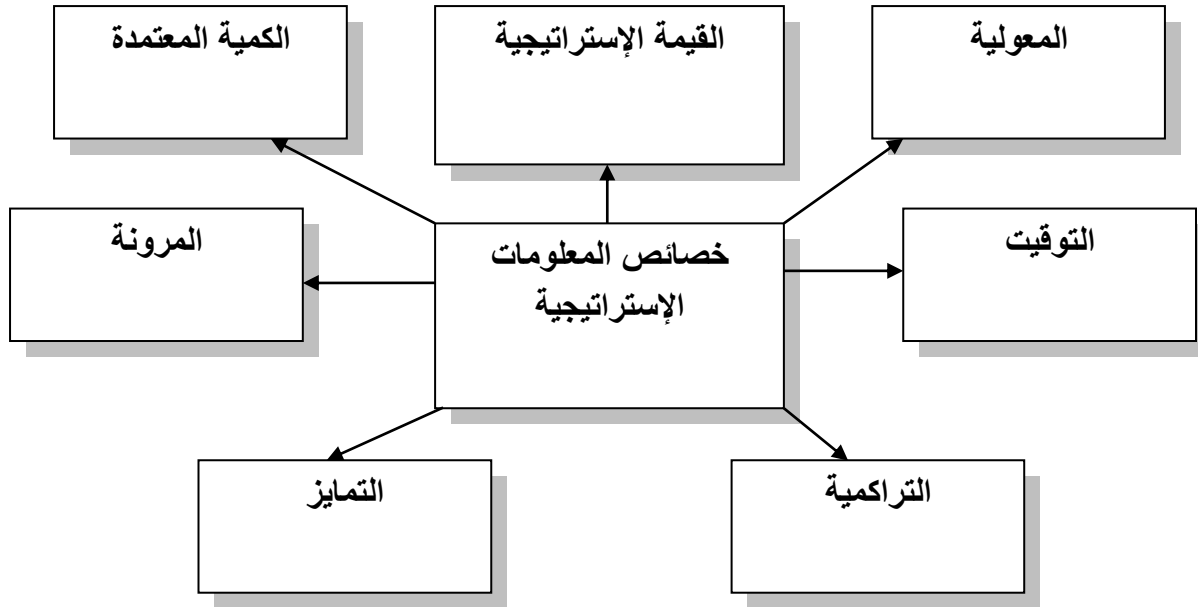 المعولية
القيمة الإستراتيجية
الكمية المعتمدة
التوقيت
خصائص المعلومات
الإستراتيجية
المرونة
التراكمية
التمايز